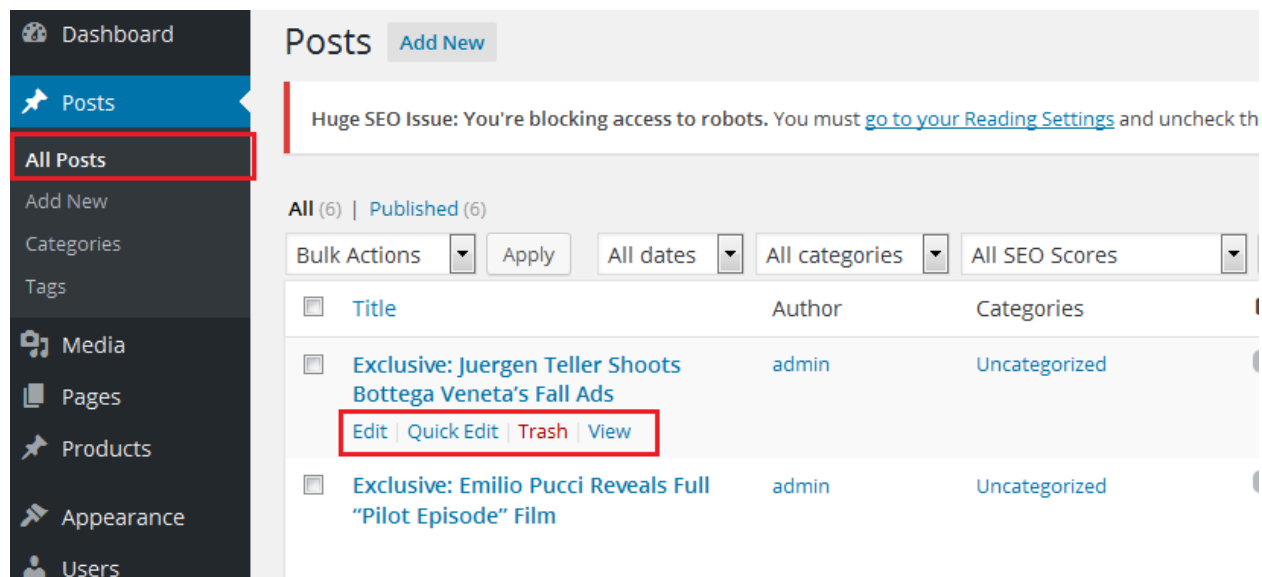 Dashboard
Posts
All Posts
Add New
Categories
Tags
Media
Pages
Products
Appearance
Users
Posts Add New
Huge SEO Issue: You're blocking access to robots. You must go to your Reading Settings and uncheck th
All (6) | Published (6)
Bulk Actions Apply All dates All categories All SEO Scores
Title Author Categories
Exclusive: Juergen Teller Shoots admin Uncategorized
Bottega Veneta’s Fall Ads
Edit | Quick Edit | Trash | View
Exclusive: Emilio Pucci Reveals Full admin Uncategorized
“Pilot Episode” Film